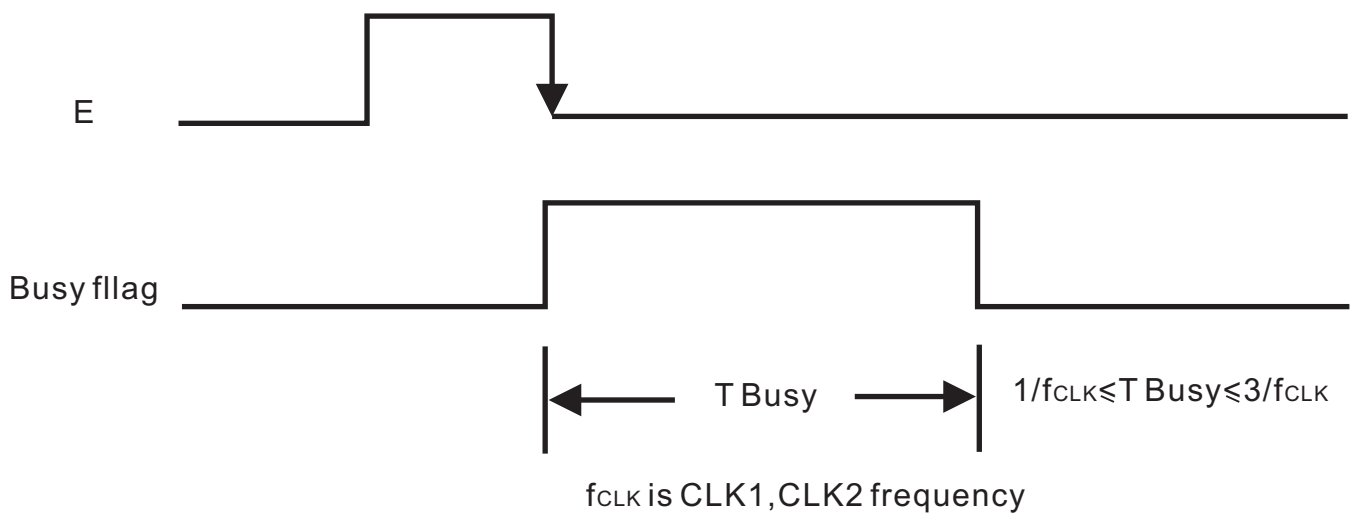 E
Busy fllag
T Busy
1/fCLK⩽T Busy⩽3/fCLK
fCLK is CLK1,CLK2 frequency